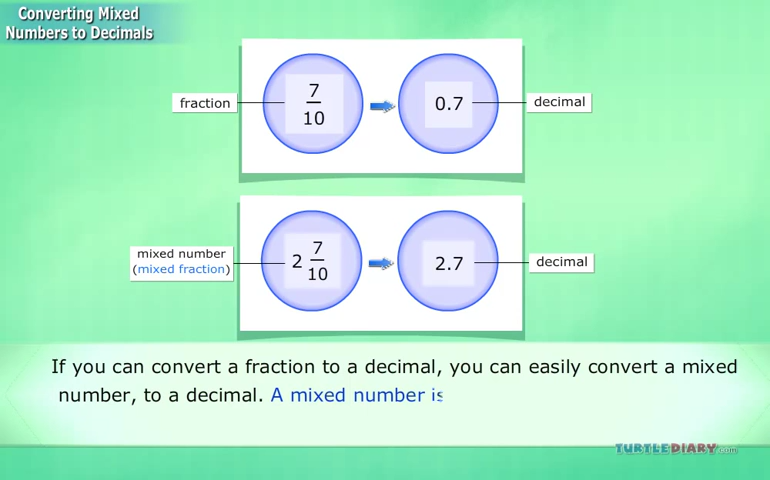 Converting Mixed
Numbers to Decimals
fraction
7
10
0.7
decimal
mixed number
(mixed fraction)
2 7
10
2.7
decimal
If you can convert a fraction to a decimal, you can easily convert a mixed
number, to a decimal. A mixed number is
TURTLEDIARY.com